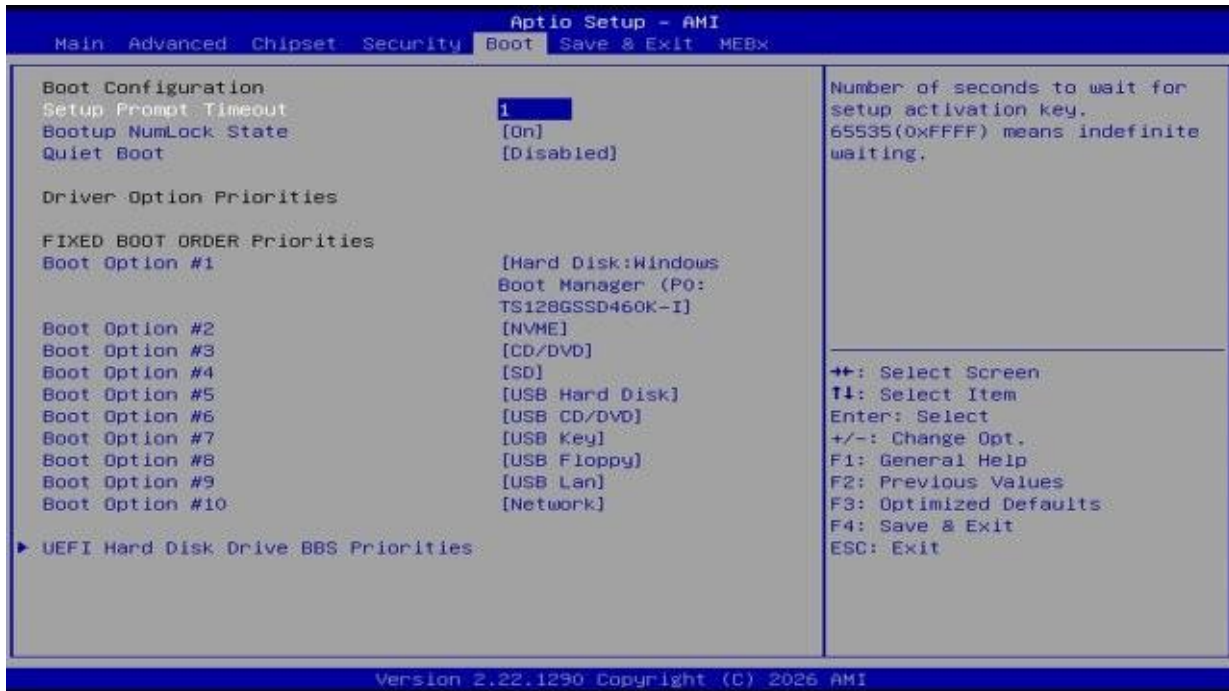 Aptio Setup - AMI
Main Advanced Chipset Security Boot Save & Exit MEBx
Boot Configuration
Setup Prompt Timeout 1
Bootup NumLock State [On]
Quiet Boot [Disabled]
Driver Option Priorities
FIXED BOOT ORDER Priorities
Boot Option #1 [Hard Disk:Windows
Boot Manager (P0:
TS128GSSD460K-I]
Boot Option #2 [NVME]
Boot Option #3 [CD/DVD]
Boot Option #4 [SD]
Boot Option #5 [USB Hard Disk]
Boot Option #6 [USB CD/DVD]
Boot Option #7 [USB Key]
Boot Option #8 [USB Floppy]
Boot Option #9 [USB Lan]
Boot Option #10 [Network]
▶ UEFI Hard Disk Drive BBS Priorities
Number of seconds to wait for
setup activation key.
65535(0xFFFF) means indefinite
waiting.
→←: Select Screen
↑↓: Select Item
Enter: Select
+/-: Change Opt.
F1: General Help
F2: Previous Values
F3: Optimized Defaults
F4: Save & Exit
ESC: Exit
Version 2.22.1290 Copyright (C) 2026 AMI